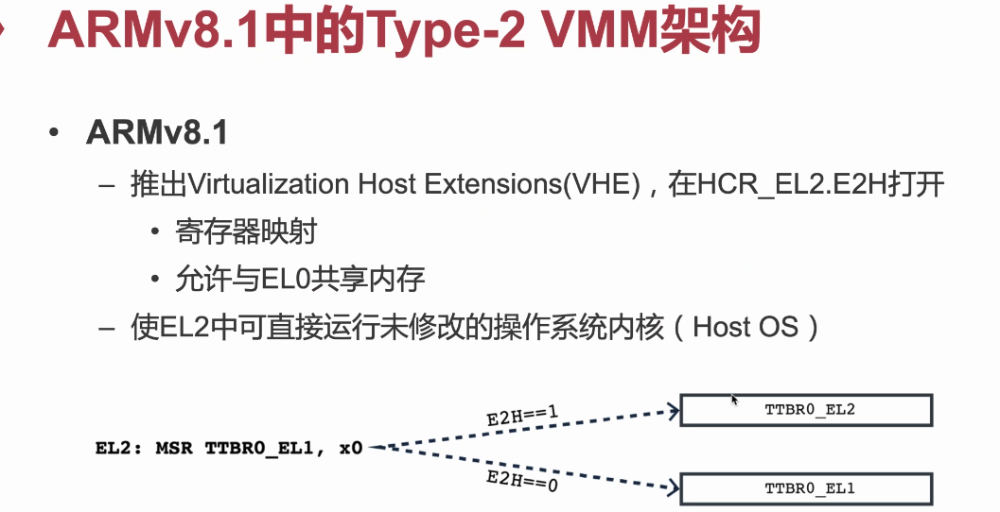 ARMv8.1中的Type-2 VMM架构
• ARMv8.1
– 推出Virtualization Host Extensions(VHE)，在HCR_EL2.E2H打开
• 寄存器映射
• 允许与EL0共享内存
– 使EL2中可直接运行未修改的操作系统内核（Host OS）
E2H==1
TTBR0_EL2
EL2: MSR TTBR0_EL1, x0
E2H==0
TTBR0_EL1